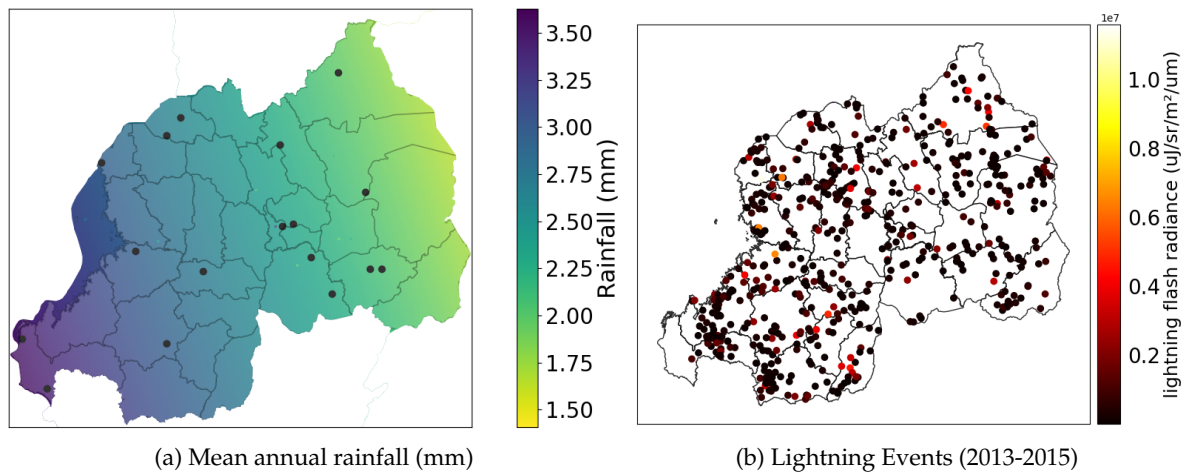 3.50
3.25
3.00
2.75
2.50
2.25
2.00
1.75
1.50
Rainfall (mm)
(a) Mean annual rainfall (mm)
1e7
1.0
0.8
0.6
0.4
0.2
lightning flash radiance (uJ/sr/m²/um)
(b) Lightning Events (2013-2015)